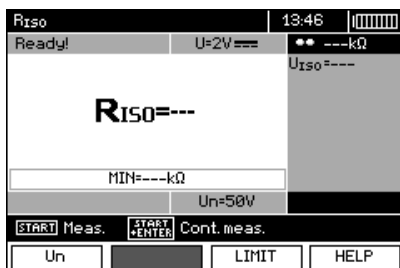 RISO 13:46
Ready! U=2V
---kΩ
UISO=---
RISO=---
MIN=---kΩ
Un=50V
START Meas. START +ENTER Cont. meas.
Un LIMIT HELP